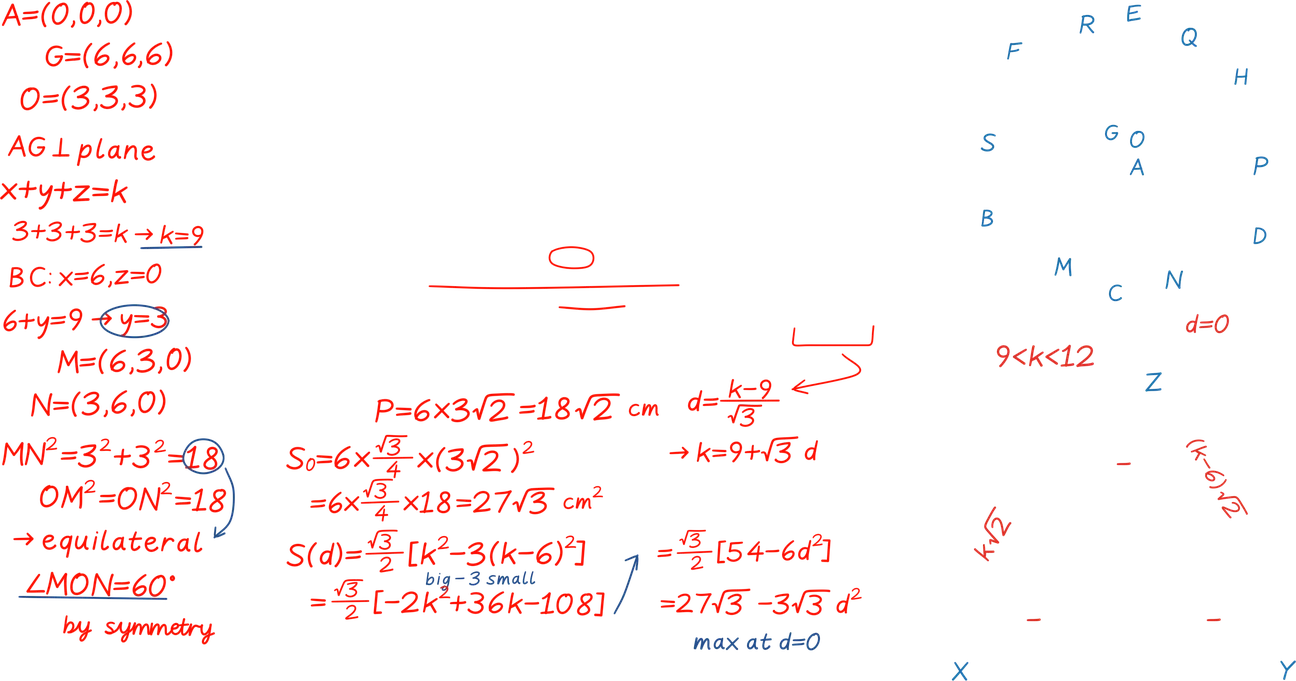 A=(0,0,0)
G=(6,6,6)
O=(3,3,3)
AG⊥plane
x+y+z=k
3+3+3=k → k=9
BC: x=6,z=0
6+y=9 → y=3
M=(6,3,0)
N=(3,6,0)
MN²=3²+3²=18
OM²=ON²=18
→ equilateral
∠MON=60°
by symmetry
P=6×3√2=18√2 cm
S₀=6×√3/4×(3√2)²
=6×√3/4×18=27√3 cm²
S(d)=√3/2[k²-3(k-6)²]
big-3 small
=√3/2[-2k²+36k-108]
d=k-9/√3
→ k=9+√3 d
=√3/2[54-6d²]
=27√3-3√3 d²
max at d=0
E
R
Q
F
H
G
O
S
A
P
B
D
M
N
C
d=0
9<k<12
Z
(k-6)√2
k√2
X
Y